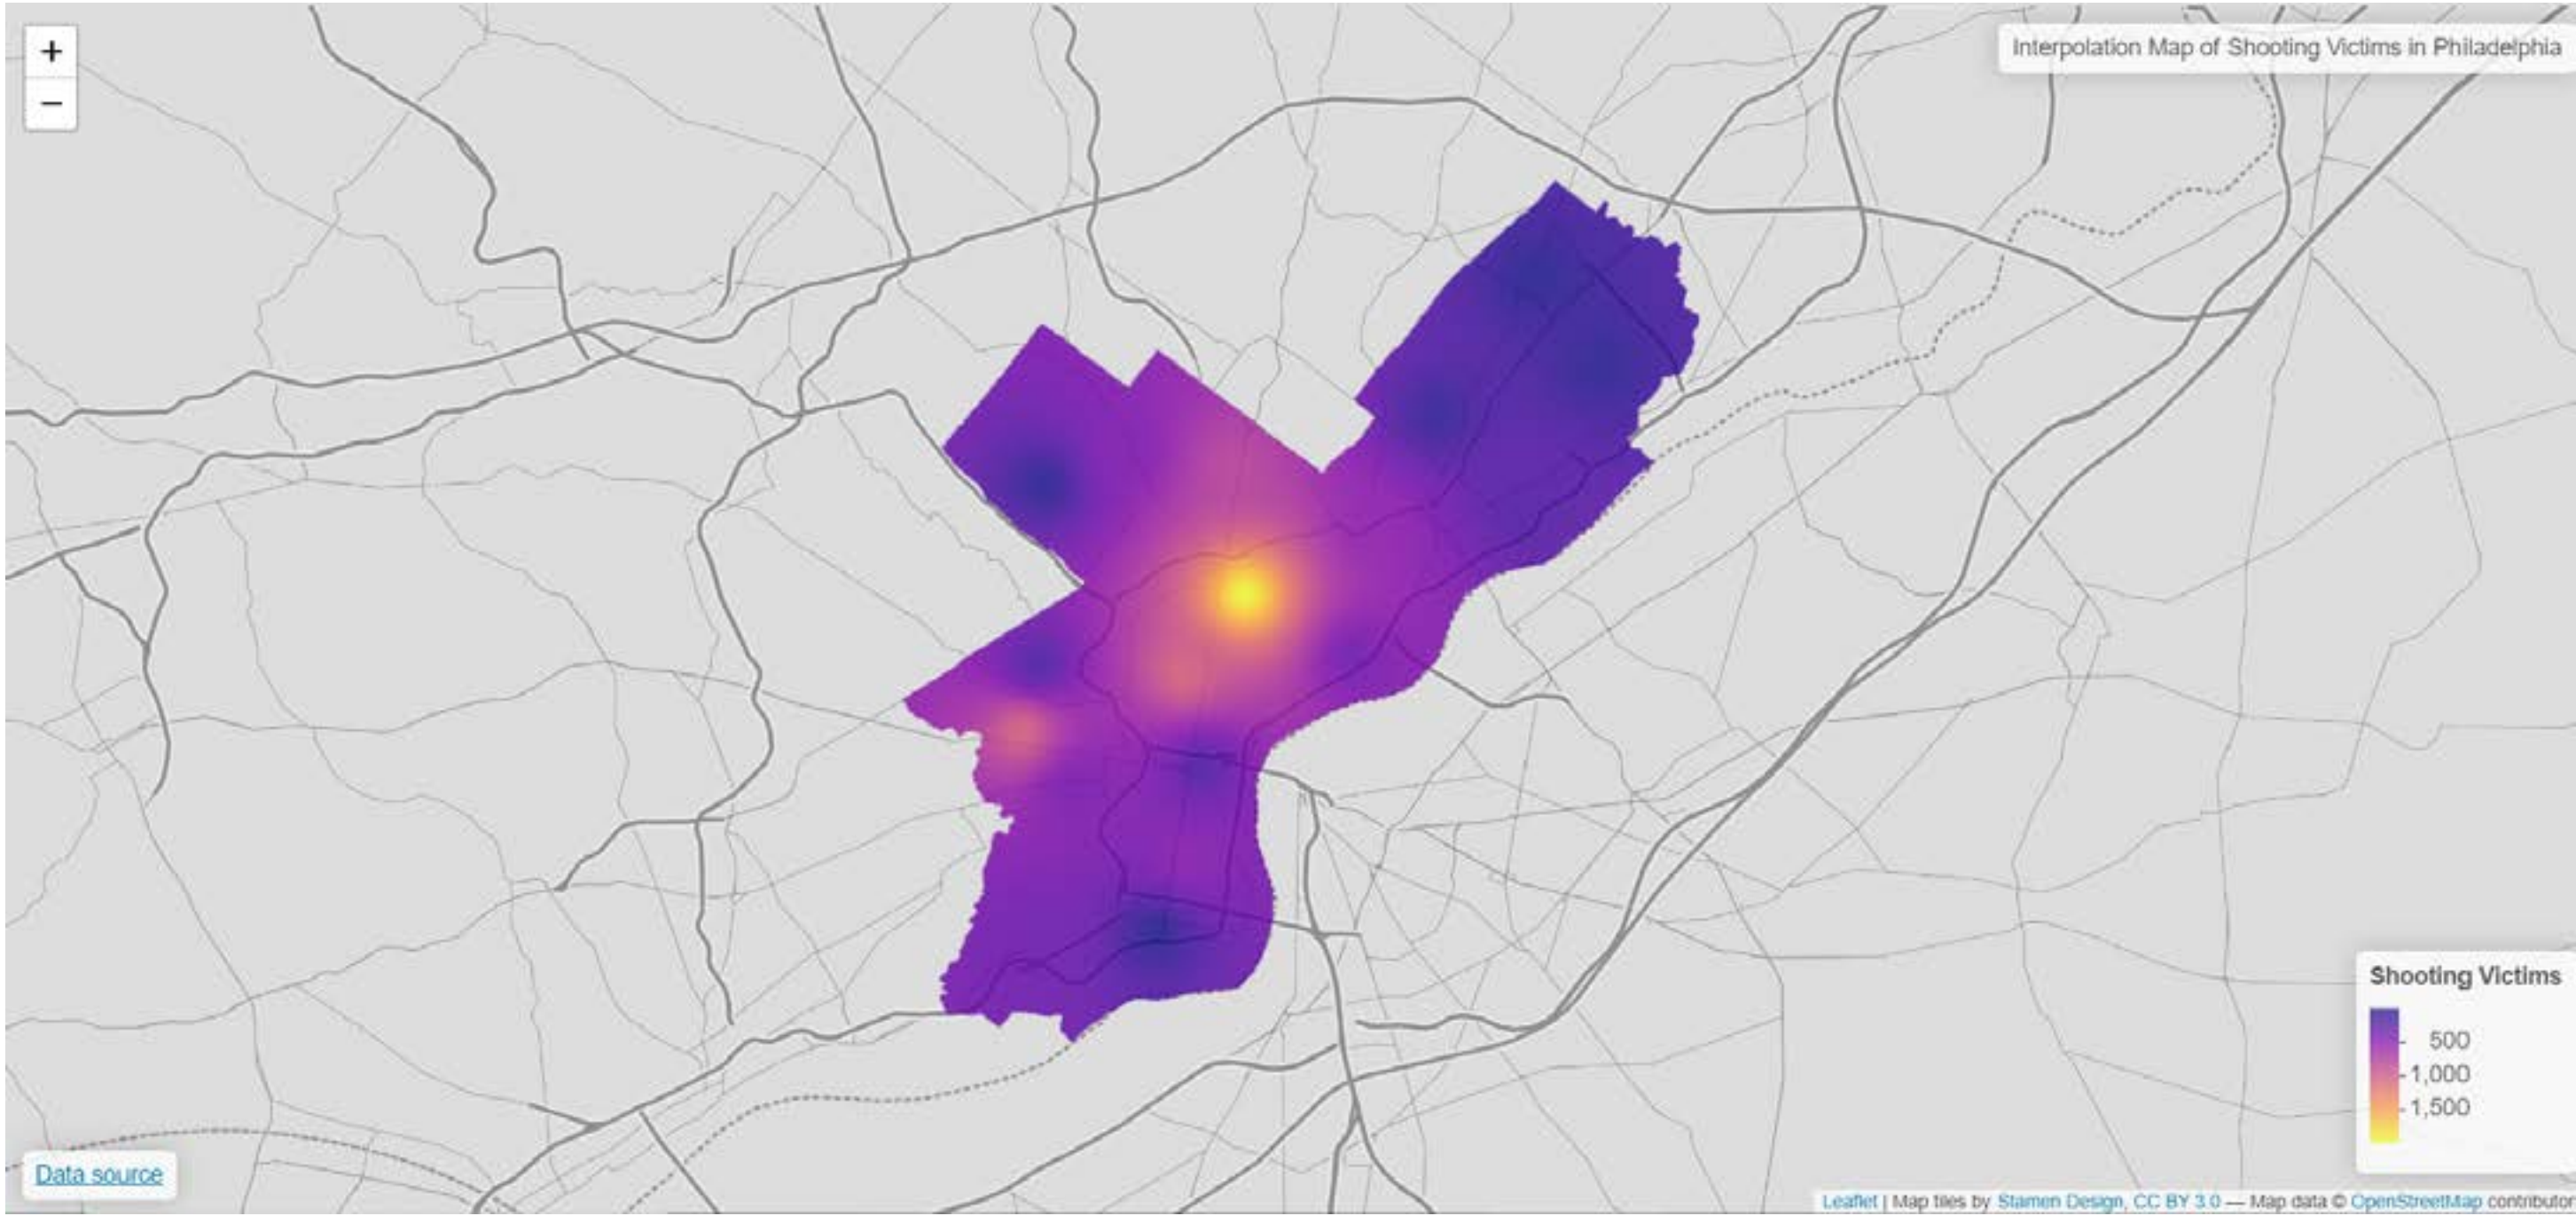 +
−
Interpolation Map of Shooting Victims in Philadelphia
Shooting Victims
500
1,000
1,500
Data source
Leaflet | Map tiles by Stamen Design, CC BY 3.0 — Map data © OpenStreetMap contributor